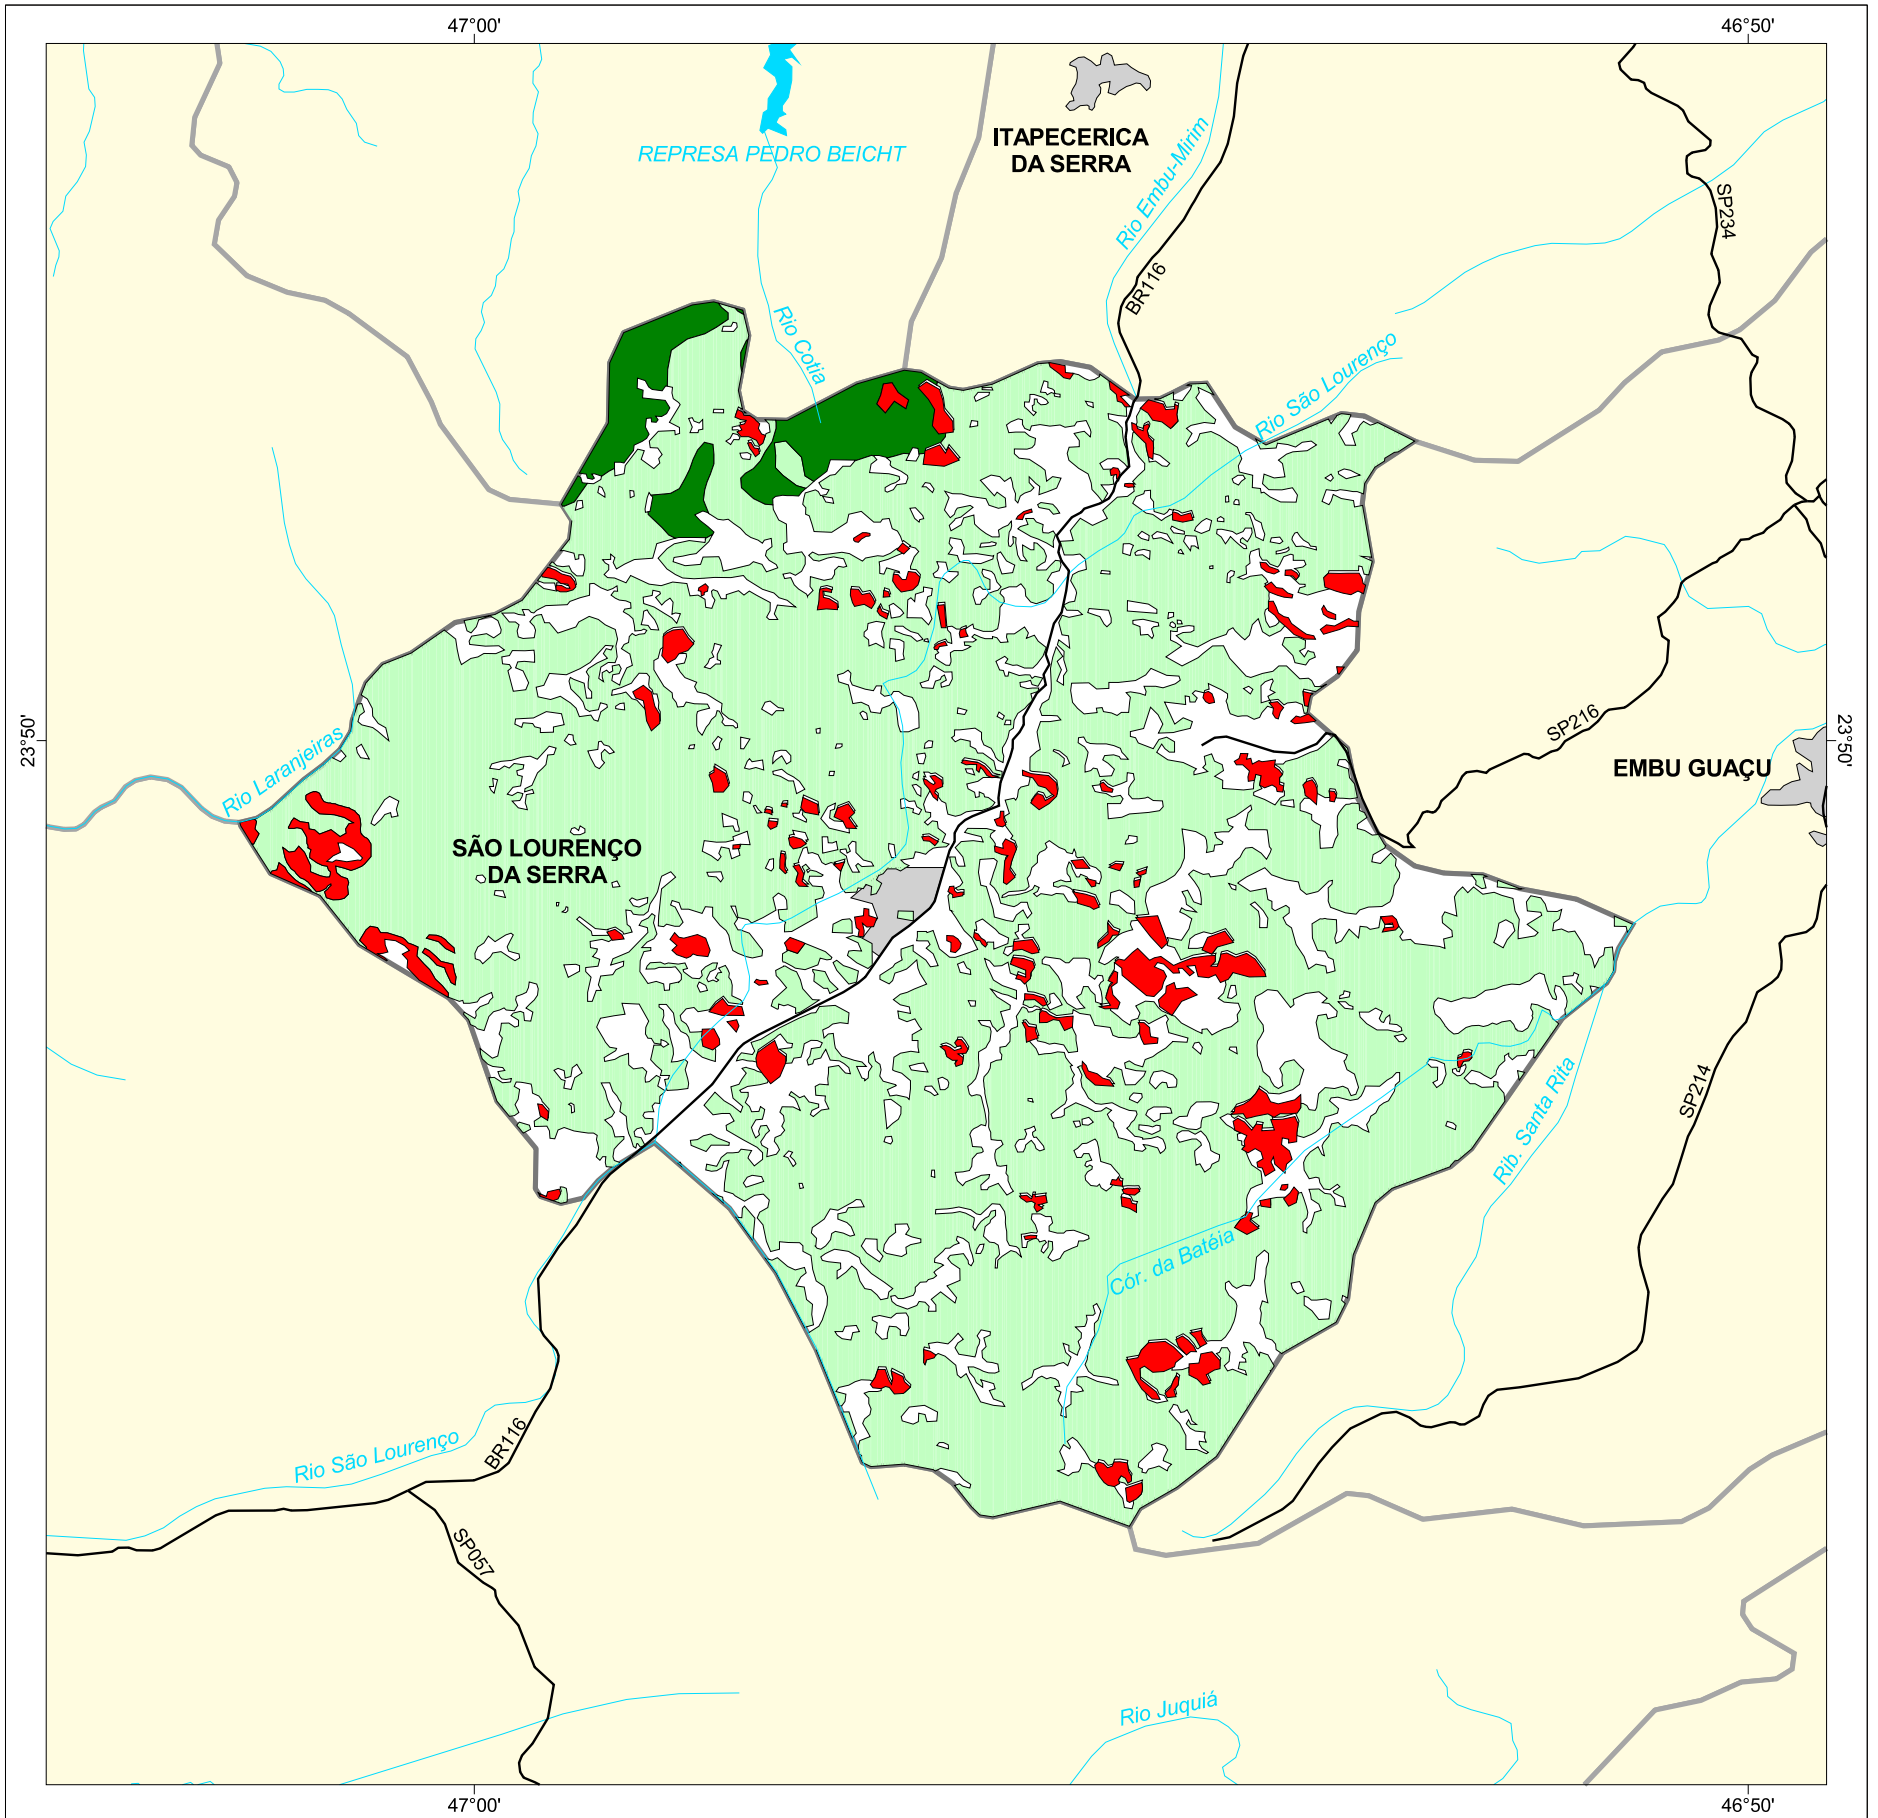 47°00'
46°50'
REPRESA PEDRO BEICHT
ITAPECERICA
DA SERRA
Rio Embu-Mirim
SP234
BR116
Rio Cotia
Rio São Lourenço
SP216
23°50'
23°50'
Rio Laranjeiras
EMBU GUAÇU
SÃO LOURENÇO
DA SERRA
SP214
Rib. Santa Rita
Cór. da Batéia
BR116
Rio São Lourenço
SP057
Rio Juquiá
47°00'
46°50'